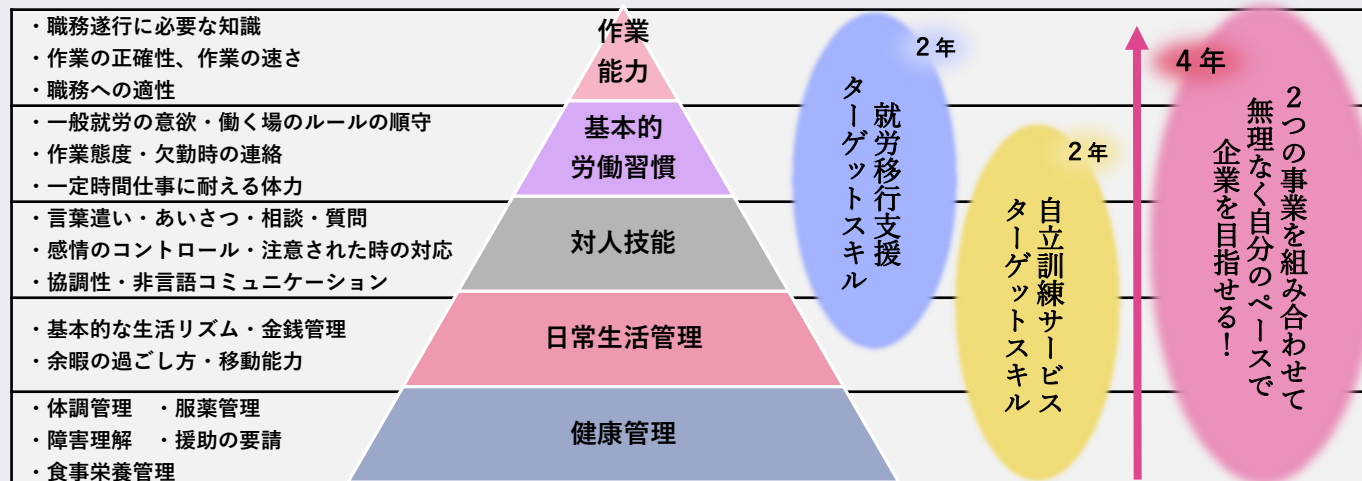 ・職務遂行に必要な知識
・作業の正確性、作業の速さ
・職務への適性
・一般就労の意欲・働く場のルールの順守
・作業態度・欠勤時の連絡
・一定時間仕事に耐える体力
・言葉遣い・あいさつ・相談・質問
・感情のコントロール・注意された時の対応
・協調性・非言語コミュニケーション
・基本的な生活リズム・金銭管理
・余暇の過ごし方・移動能力
・体調管理　・服薬管理
・障害理解　・援助の要請
・食事栄養管理
作業
能力
基本的
労働習慣
対人技能
日常生活管理
健康管理
２年
就労移行支援
ターゲットスキル
２年
自立訓練サービス
ターゲットスキル
４年
２つの事業を組み合わせて
無理なく自分のペースで
企業を目指せる！